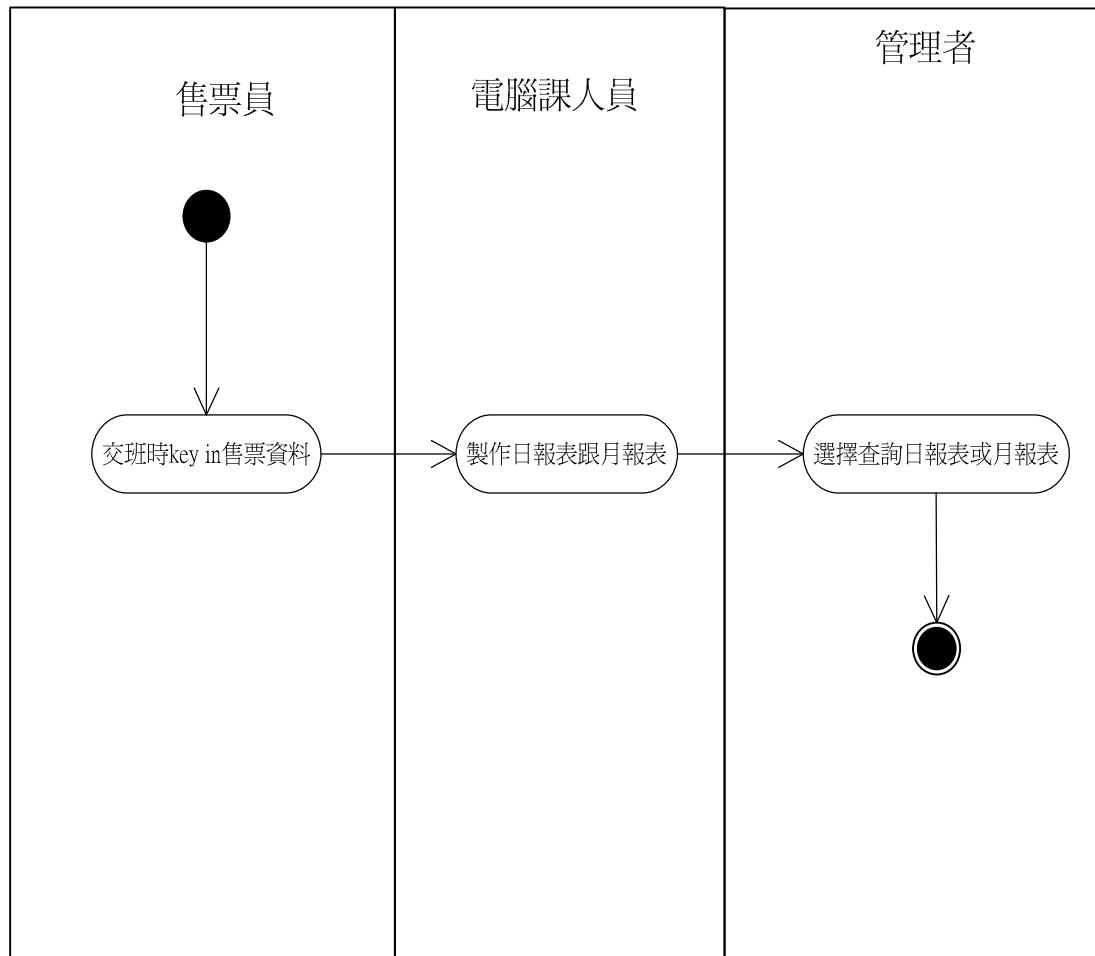 售票員
電腦課人員
管理者
交班時key in售票資料
製作日報表跟月報表
選擇查詢日報表或月報表